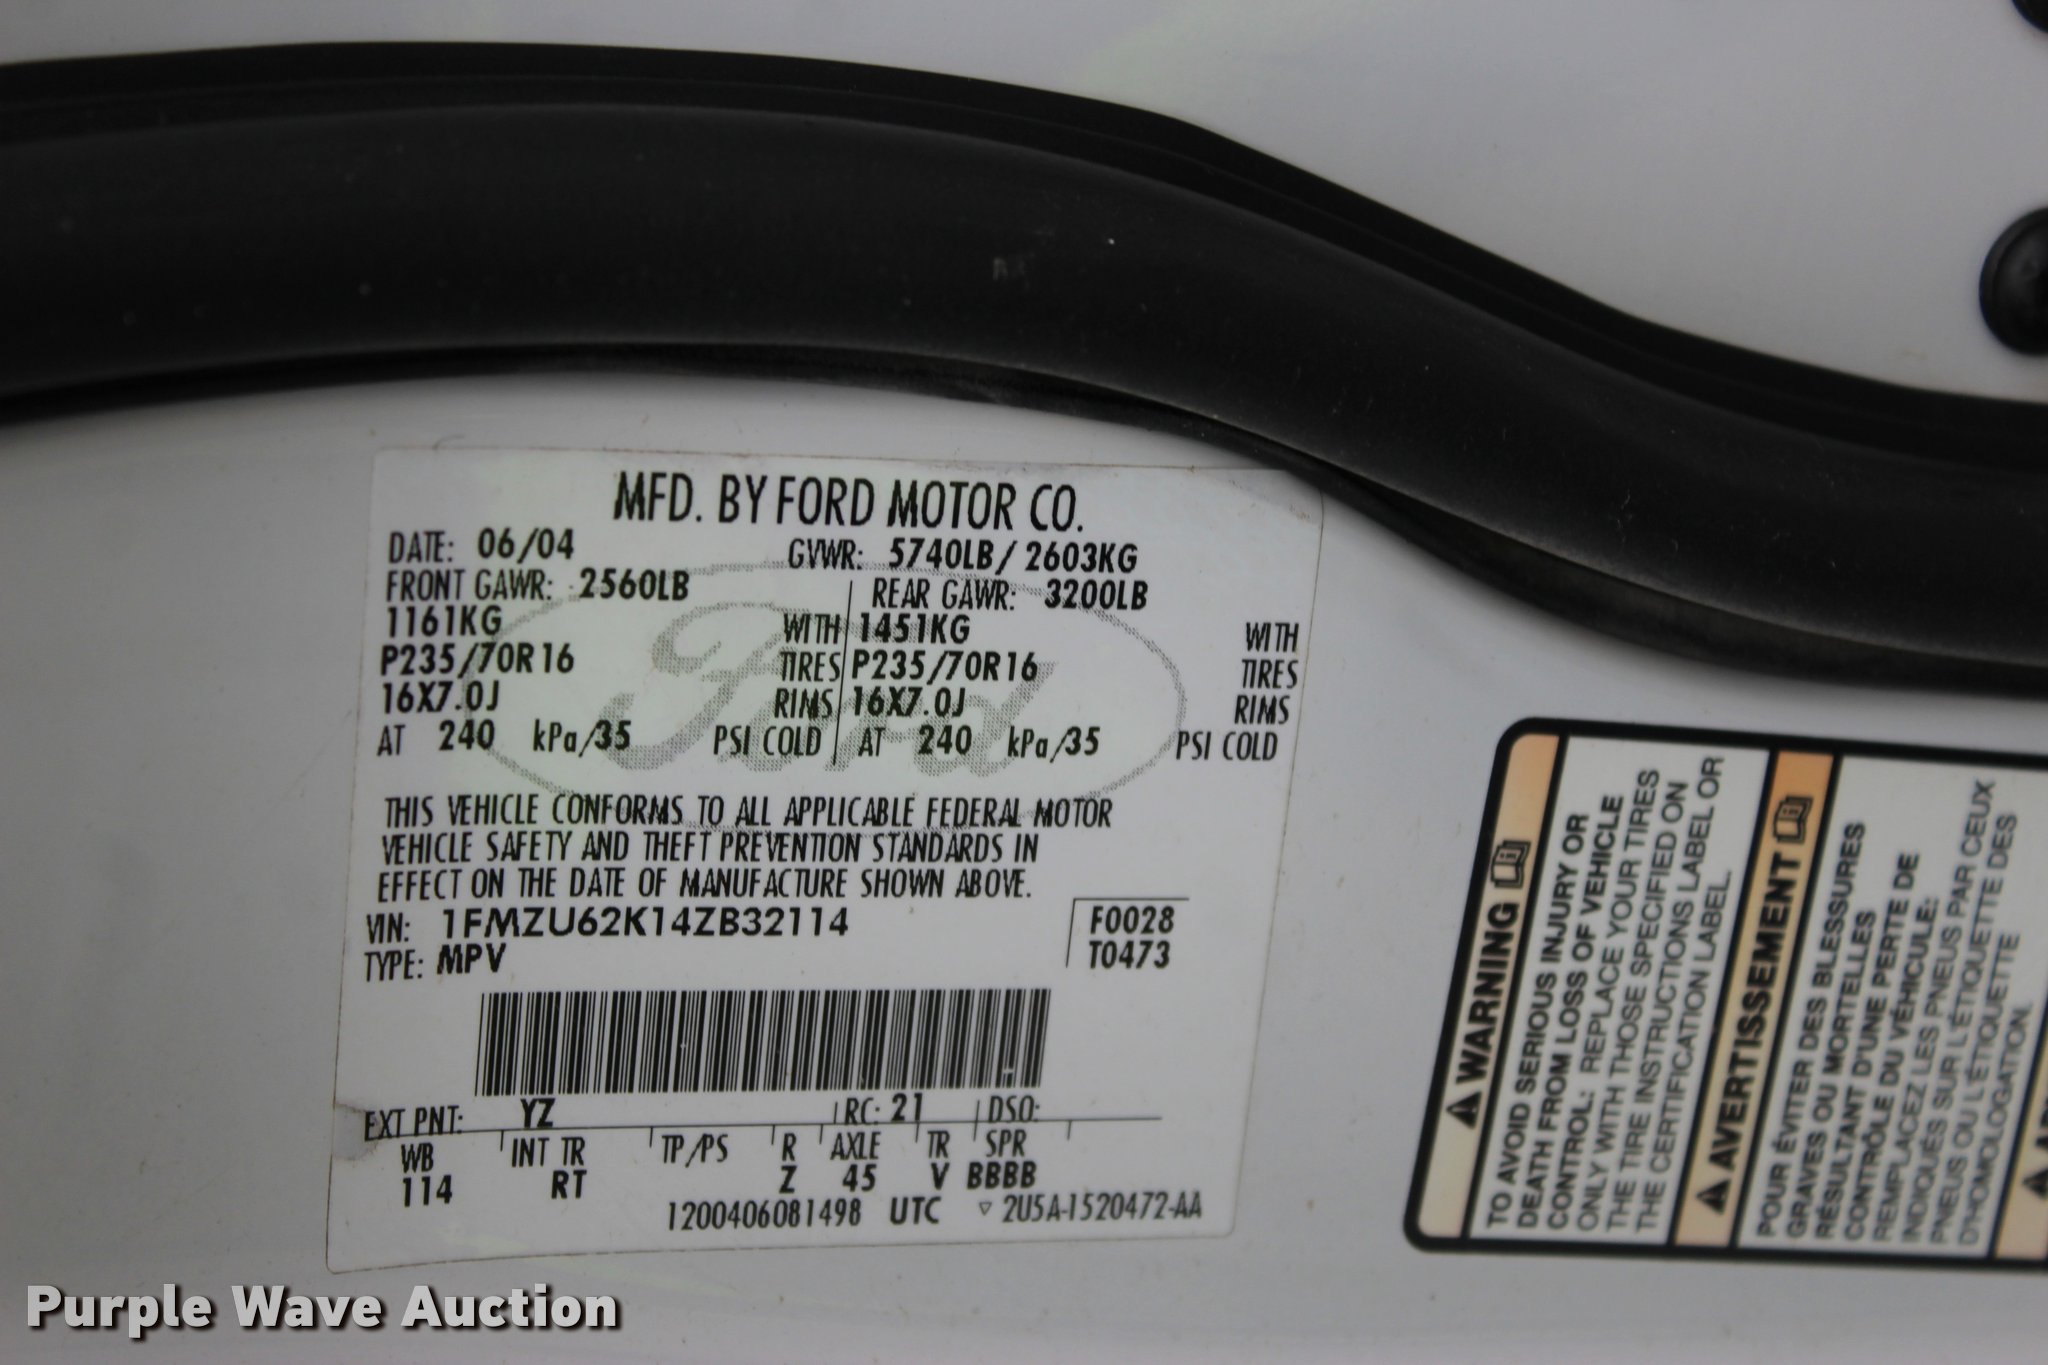 MFD. BY FORD MOTOR CO.
DATE: 06/04 GVWR: 5740LB/ 2603KG
FRONT GAWR: 2560LB REAR GAWR: 3200LB
1161KG WITH 1451KG WITH
P235/70R16 TIRES P235/70R16 TIRES
16X7.0J RIMS 16X7.0J RIMS
AT 240 kPa/35 PSI COLD AT 240 kPa/35 PSI COLD
Ford
THIS VEHICLE CONFORMS TO ALL APPLICABLE FEDERAL MOTOR
VEHICLE SAFETY AND THEFT PREVENTION STANDARDS IN
EFFECT ON THE DATE OF MANUFACTURE SHOWN ABOVE.
VIN: 1FMZU62K14ZB32114 F0028
TYPE: MPV T0473
EXT PNT: YZ RC: 21 DSO:
WB INT TR TP/PS R AXLE TR SPR
114 RT Z 45 V BBBB
1200406081498 UTC ▽ 2U5A-1520472-AA
⚠ WARNING
TO AVOID SERIOUS INJURY OR
DEATH FROM LOSS OF VEHICLE
CONTROL: REPLACE YOUR TIRES
ONLY WITH THOSE SPECIFIED ON
THE TIRE INSTRUCTIONS LABEL OR
THE CERTIFICATION LABEL.
⚠ AVERTISSEMENT
POUR ÉVITER DES BLESSURES
GRAVES OU MORTELLES
RÉSULTANT D'UNE PERTE DE
CONTRÔLE DU VÉHICULE:
REMPLACEZ LES PNEUS PAR CEUX
INDIQUÉS SUR L'ÉTIQUETTE DES
PNEUS OU L'ÉTIQUETTE
D'HOMOLOGATION.
Purple Wave Auction